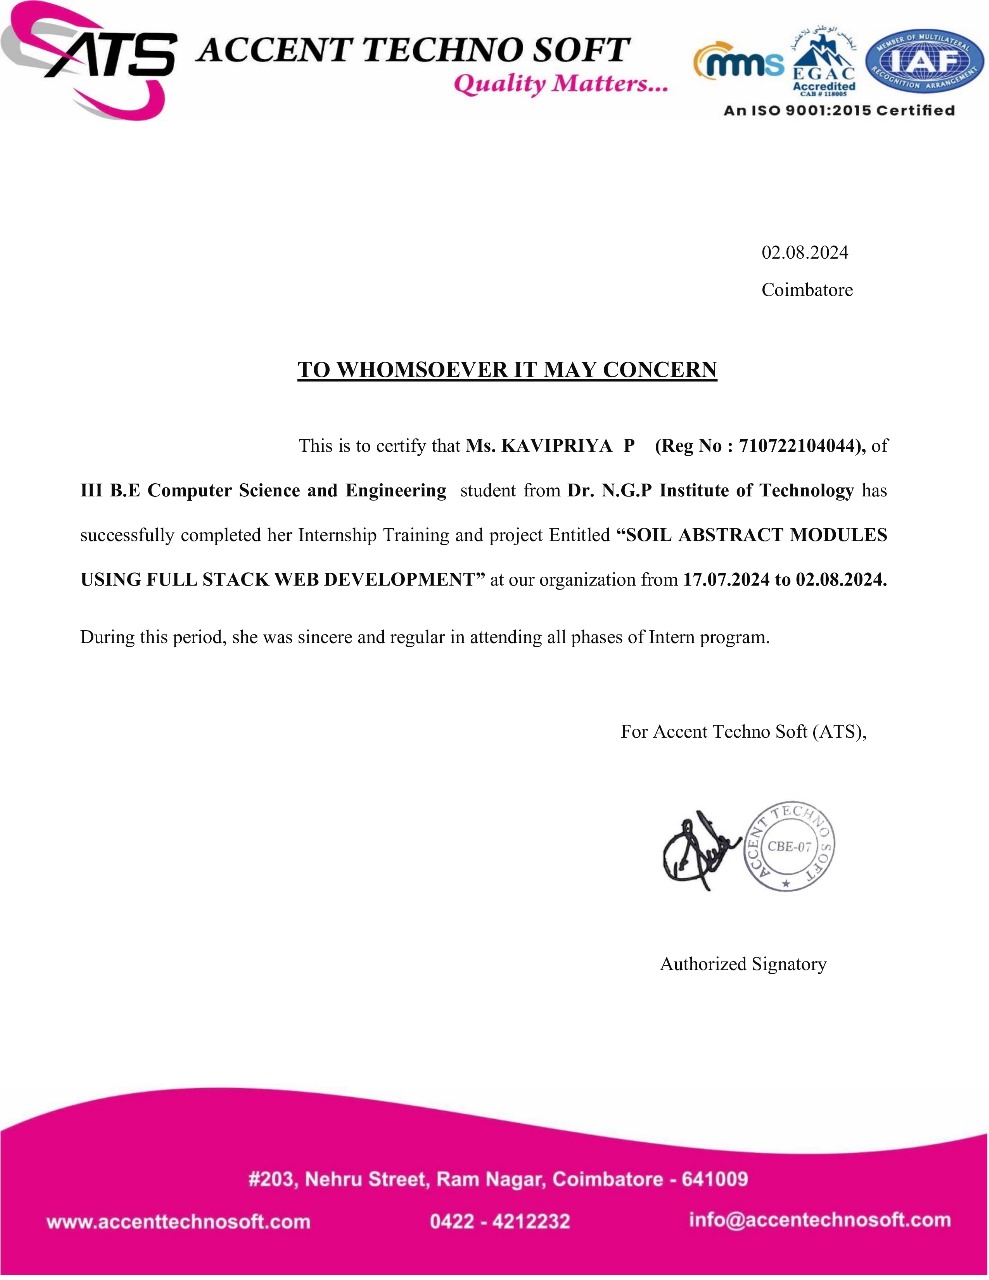 ATS ACCENT TECHNO SOFT
Quality Matters...
mms
EGAC
Accredited
CAB # 118005
MEMBER OF MULTILATERAL
IAF
RECOGNITION ARRANGEMENT
An ISO 9001:2015 Certified
02.08.2024
Coimbatore
TO WHOMSOEVER IT MAY CONCERN
This is to certify that Ms. KAVIPRIYA P (Reg No : 710722104044), of
III B.E Computer Science and Engineering student from Dr. N.G.P Institute of Technology has
successfully completed her Internship Training and project Entitled “SOIL ABSTRACT MODULES
USING FULL STACK WEB DEVELOPMENT” at our organization from 17.07.2024 to 02.08.2024.
During this period, she was sincere and regular in attending all phases of Intern program.
For Accent Techno Soft (ATS),
ACCENT TECHNO SOFT
CBE-07
Authorized Signatory
#203, Nehru Street, Ram Nagar, Coimbatore - 641009
www.accenttechnosoft.com 0422 - 4212232 info@accentechnosoft.com